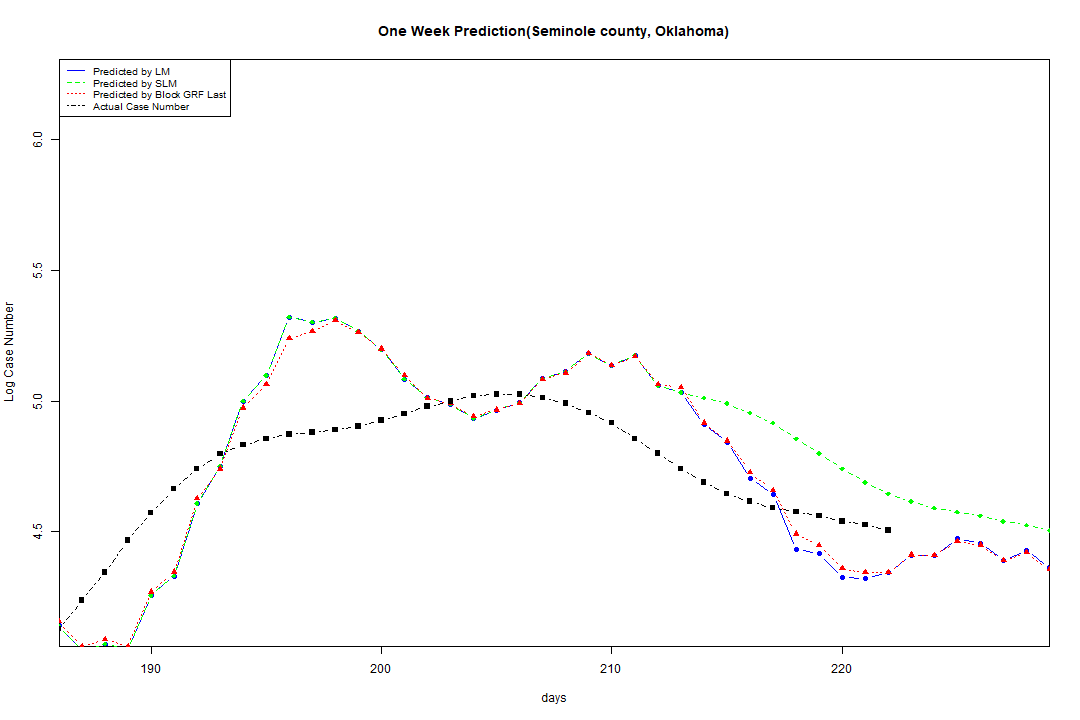 One Week Prediction(Seminole county, Oklahoma)
Predicted by LM
Predicted by SLM
Predicted by Block GRF Last
Actual Case Number
6.0
5.5
5.0
4.5
Log Case Number
190 200 210 220
days